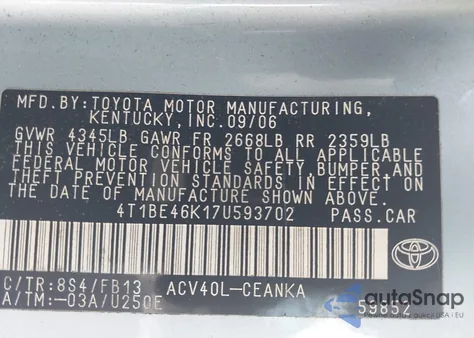 MFD.BY:TOYOTA MOTOR MANUFACTURING,
KENTUCKY,INC.09/06
GVWR 4345LB GAWR FR 2668LB RR 2359LB
THIS VEHICLE CONFORMS TO ALL APPLICABLE
FEDERAL MOTOR VEHICLE SAFETY,BUMPER,AND
THEFT PREVENTION STANDARDS IN EFFECT ON
THE DATE OF MANUFACTURE SHOWN ABOVE.
4T1BE46K17U593702 PASS.CAR
TOYOTA
C/TR:8S4/FB13 ACV40L-CEANKA
A/TM:-03A/U250E 59852
autoSnap